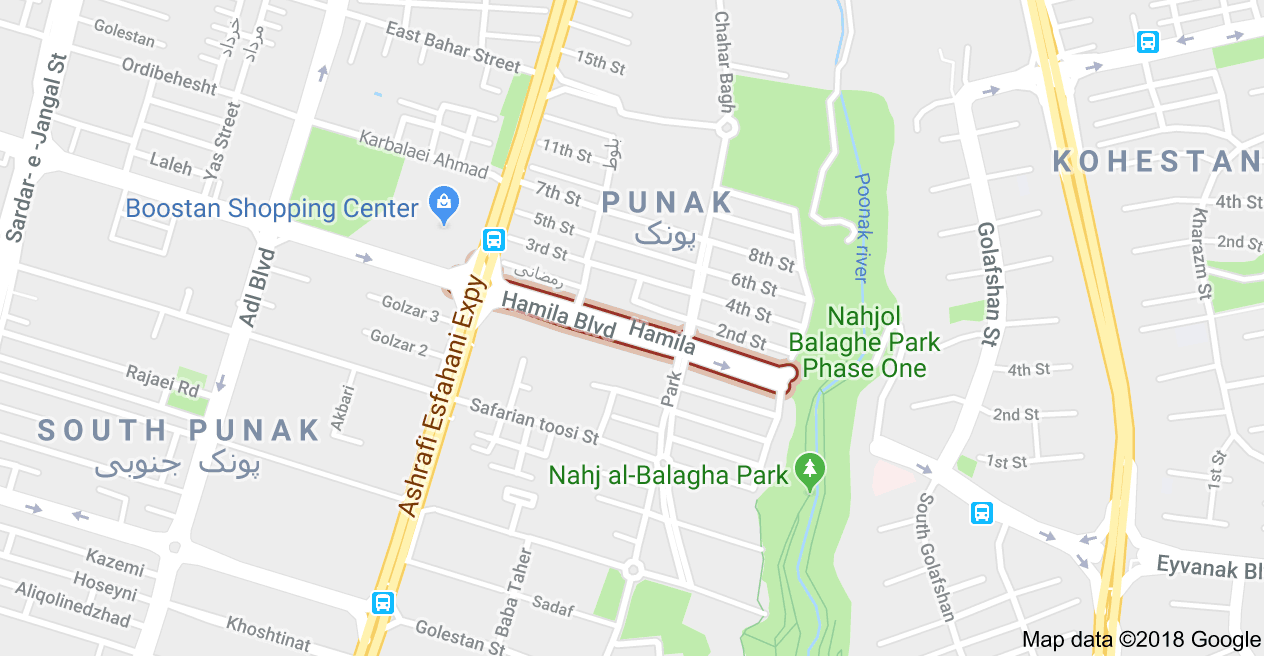 Golestan
خرداد
مرداد
East Bahar Street
15th St
Chahar Bagh
Sardar- e -Jangal St
Ordibehesht
Yas Street
Karbalaei Ahmad
11th St
KOHESTAN
Laleh
7th St
PUNAK
پونک
Poonak river
4th St
Boostan Shopping Center
5th St
Kharazm St
2nd St
3rd St
8th St
Golafshan St
Adl Blvd
رمضانی
6th St
Golzar 3
Hamila Blvd
Hamila
4th St
Nahjol
Balaghe Park
Phase One
Golzar 2
2nd St
Ashrafi Esfahani Expy
Rajaei Rd
Akbari
Park
4th St
SOUTH PUNAK
پونک جنوبی
Safarian toosi St
2nd St
1st St
1st St
Nahj al-Balagha Park
South Golafshan
Kazemi
Hoseyni
Aliqolinedzhad
Baba Taher
Eyvanak Bl
Khoshtinat
Golestan St
Sadaf
Map data ©2018 Google